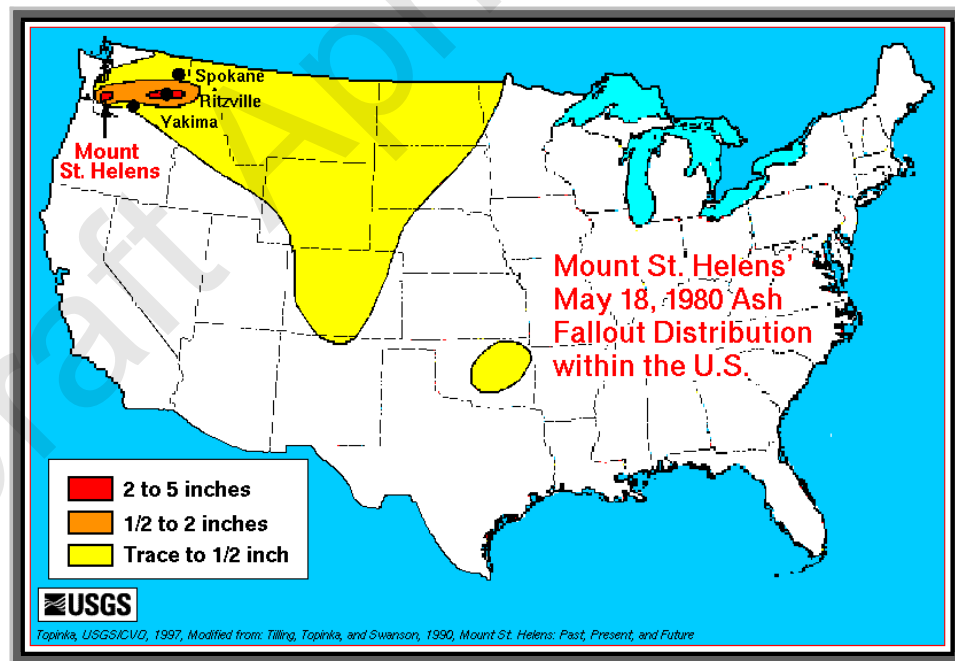 Draft Apri
Spokane
Ritzville
Yakima
Mount
St. Helens
Mount St. Helens'
May 18, 1980 Ash
Fallout Distribution
within the U.S.
2 to 5 inches
1/2 to 2 inches
Trace to 1/2 inch
USGS
Topinka, USGS/CVO, 1997, Modified from: Tilling, Topinka, and Swanson, 1990, Mount St. Helens: Past, Present, and Future